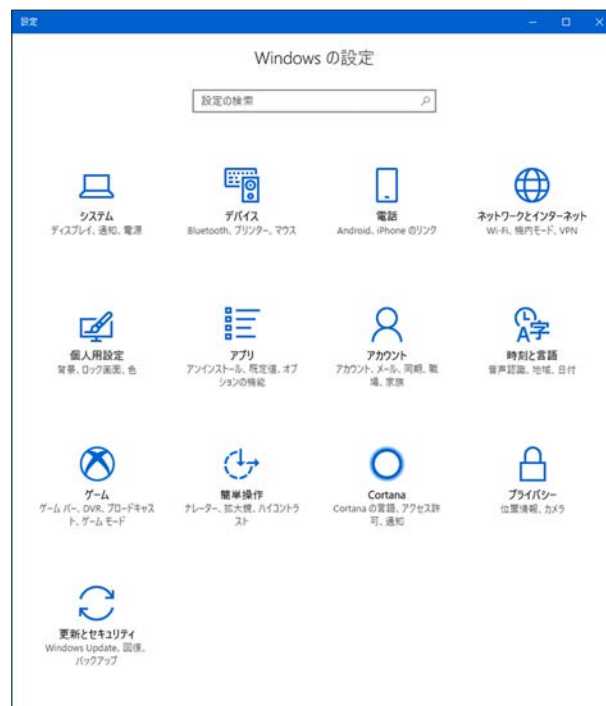 設定
Windows の設定
設定の検索
システム
ディスプレイ、通知、電源
デバイス
Bluetooth、プリンター、マウス
電話
Android、iPhone のリンク
ネットワークとインターネット
Wi-Fi、機内モード、VPN
個人用設定
背景、ロック画面、色
アプリ
アンインストール、既定値、オプ
ションの機能
アカウント
アカウント、メール、同期、職
場、家族
時刻と言語
音声認識、地域、日付
ゲーム
ゲーム バー、DVR、ブロードキャス
ト、ゲーム モード
簡単操作
ナレーター、拡大鏡、ハイコントラ
スト
Cortana
Cortana の言語、アクセス許
可、通知
プライバシー
位置情報、カメラ
更新とセキュリティ
Windows Update、回復、
バックアップ